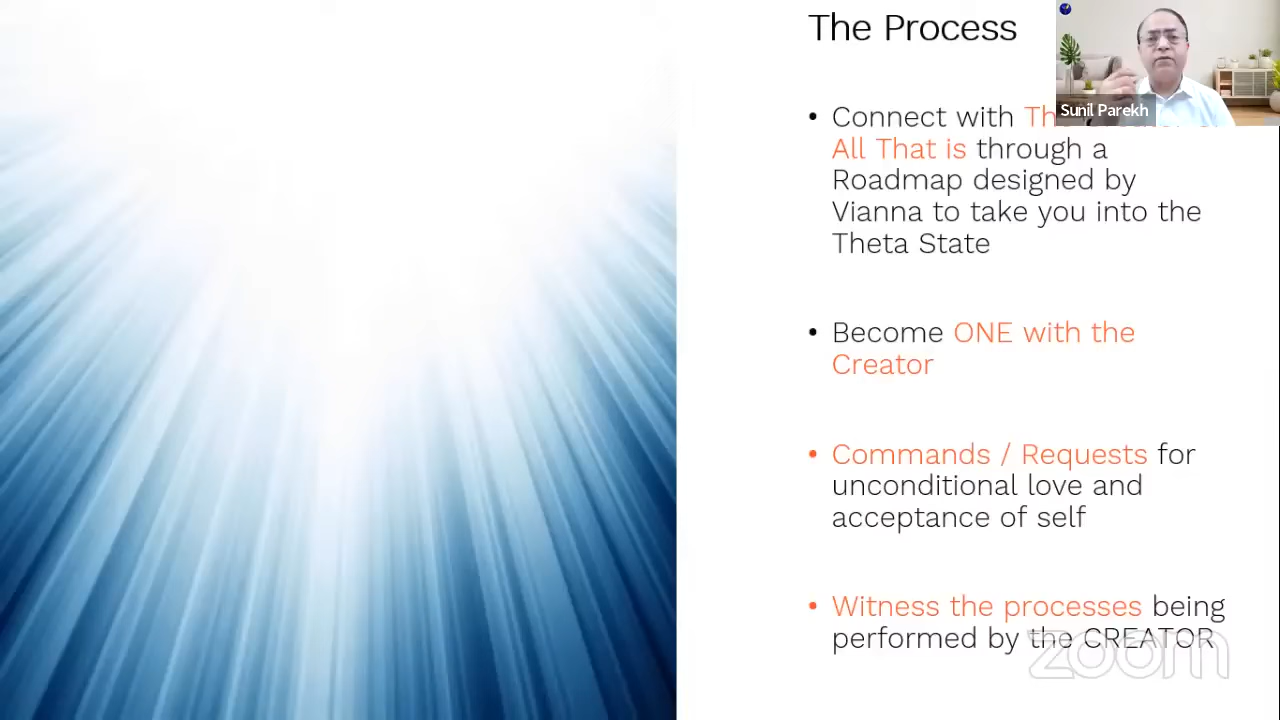 The Process
Sunil Parekh
• Connect with
All That is through a
Roadmap designed by
Vianna to take you into the
Theta State
• Become ONE with the
Creator
• Commands / Requests for
unconditional love and
acceptance of self
• Witness the processes being
performed by the CREATOR
zoom